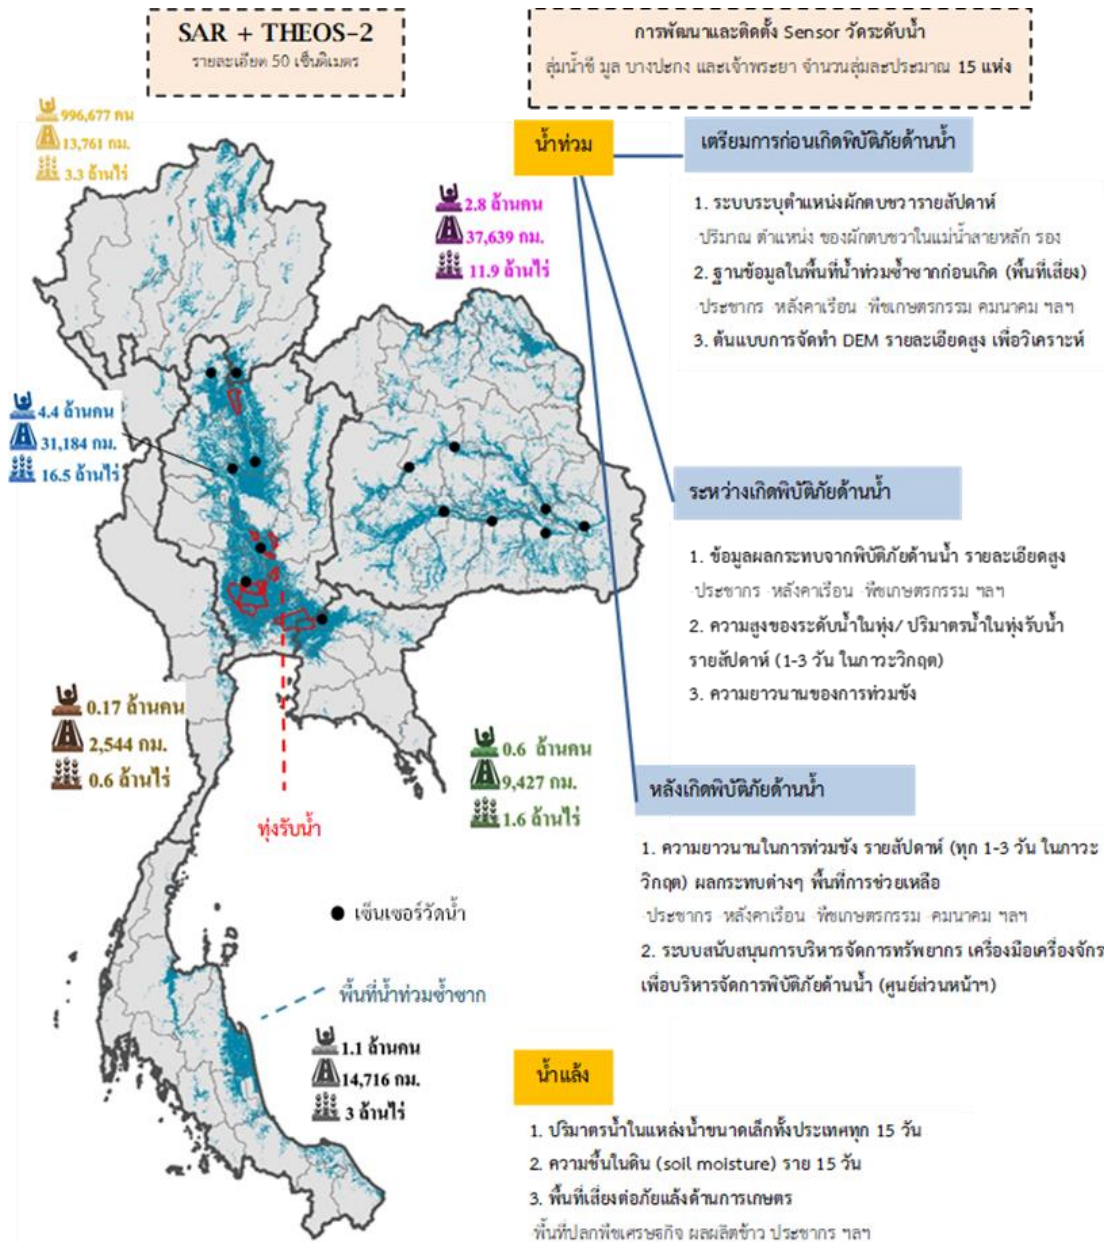 SAR + THEOS-2
รายละเอียด 50 เซ็นติเมตร
การพัฒนาและติดตั้ง Sensor วัดระดับน้ำ
ลุ่มน้ำชี มูล บางปะกง และเจ้าพระยา จำนวนลุ่มละประมาณ 15 แห่ง
996,677 คน
13,761 กม.
3.3 ล้านไร่
2.8 ล้านคน
37,639 กม.
11.9 ล้านไร่
4.4 ล้านคน
31,184 กม.
16.5 ล้านไร่
0.17 ล้านคน
2,544 กม.
0.6 ล้านไร่
0.6 ล้านคน
9,427 กม.
1.6 ล้านไร่
ทุ่งรับน้ำ
เซ็นเซอร์วัดน้ำ
พื้นที่น้ำท่วมซ้ำซาก
1.1 ล้านคน
14,716 กม.
3 ล้านไร่
น้ำท่วม
เตรียมการก่อนเกิดพิบัติภัยด้านน้ำ
1. ระบบระบุตำแหน่งผักตบชวารายสัปดาห์
-ปริมาณ ตำแหน่ง ของผักตบชวาในแม่น้ำสายหลัก รอง
2. ฐานข้อมูลในพื้นที่น้ำท่วมซ้ำซากก่อนเกิด (พื้นที่เสี่ยง)
-ประชากร -หลังคาเรือน -พืชเกษตรกรรม คมนาคม ฯลฯ
3. ต้นแบบการจัดทำ DEM รายละเอียดสูง เพื่อวิเคราะห์
ระหว่างเกิดพิบัติภัยด้านน้ำ
1. ข้อมูลผลกระทบจากพิบัติภัยด้านน้ำ รายละเอียดสูง
-ประชากร -หลังคาเรือน -พืชเกษตรกรรม ฯลฯ
2. ความสูงของระดับน้ำในทุ่ง/ ปริมาตรน้ำในทุ่งรับน้ำ
รายสัปดาห์ (1-3 วัน ในภาวะวิกฤต)
3. ความยาวนานของการท่วมขัง
หลังเกิดพิบัติภัยด้านน้ำ
1. ความยาวนานในการท่วมขัง รายสัปดาห์ (ทุก 1-3 วัน ในภาวะ
วิกฤต) ผลกระทบต่างๆ พื้นที่การช่วยเหลือ
-ประชากร -หลังคาเรือน -พืชเกษตรกรรม -คมนาคม ฯลฯ
2. ระบบสนับสนุนการบริหารจัดการทรัพยากร เครื่องมือเครื่องจักร
เพื่อบริหารจัดการพิบัติภัยด้านน้ำ (ศูนย์ส่วนหน้าฯ)
น้ำแล้ง
1. ปริมาตรน้ำในแหล่งน้ำขนาดเล็กทั้งประเทศทุก 15 วัน
2. ความชื้นในดิน (soil moisture) ราย 15 วัน
3. พื้นที่เสี่ยงต่อภัยแล้งด้านการเกษตร
-พื้นที่ปลูกพืชเศรษฐกิจ ผลผลิตข้าว ประชากร ฯลฯ